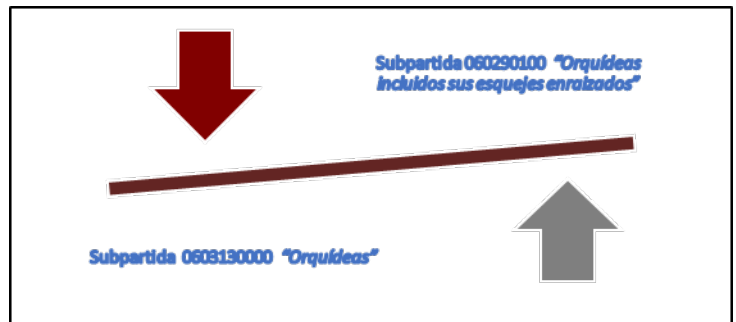 Subpartida 060290100 “Orquídeas
incluidos sus esquejes enraizados”
Subpartida 0603130000 “Orquídeas”